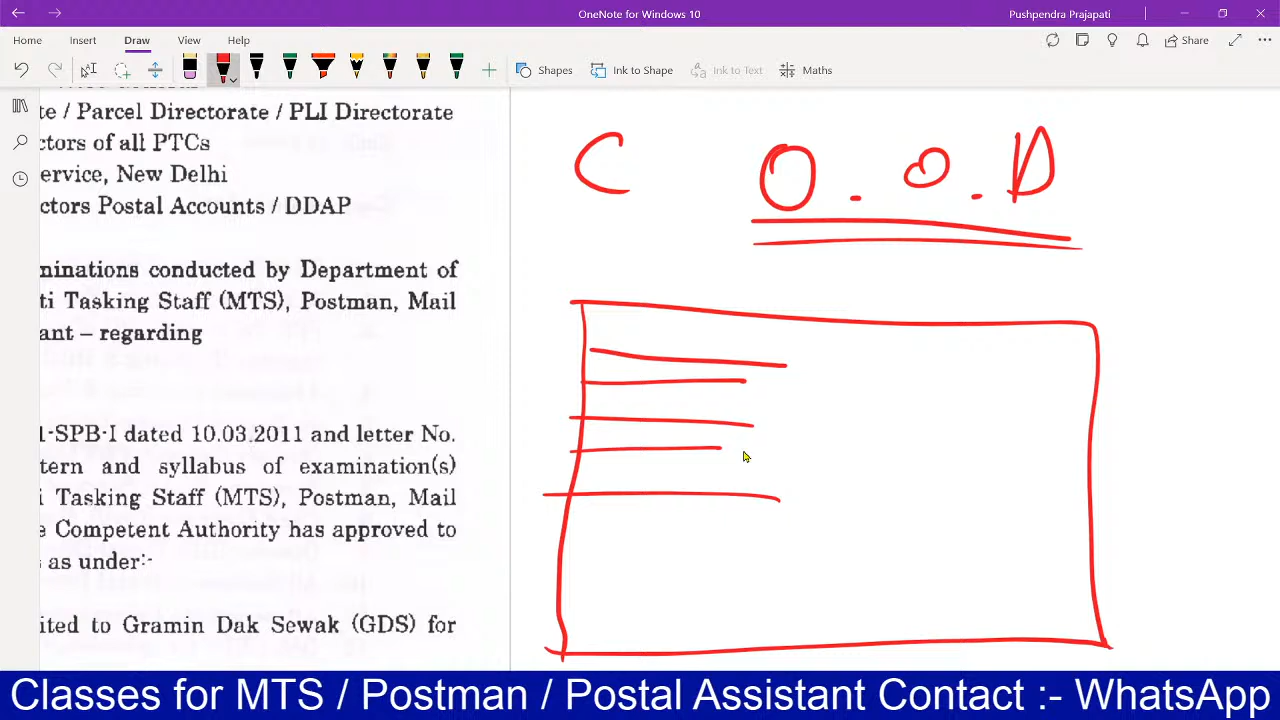 OneNote for Windows 10
Pushpendra Prajapati
Home Insert Draw View Help
Share
Shapes Ink to Shape Ink to Text Maths
te / Parcel Directorate / PLI Directorate
ctors of all PTCs
ervice, New Delhi
ctors Postal Accounts / DDAP
minations conducted by Department of
ti Tasking Staff (MTS), Postman, Mail
ant – regarding
1-SPB-I dated 10.03.2011 and letter No.
tern and syllabus of examination(s)
i Tasking Staff (MTS), Postman, Mail
e Competent Authority has approved to
as under:-
ited to Gramin Dak Sewak (GDS) for
C O.O.D
Classes for MTS / Postman / Postal Assistant Contact :- WhatsApp